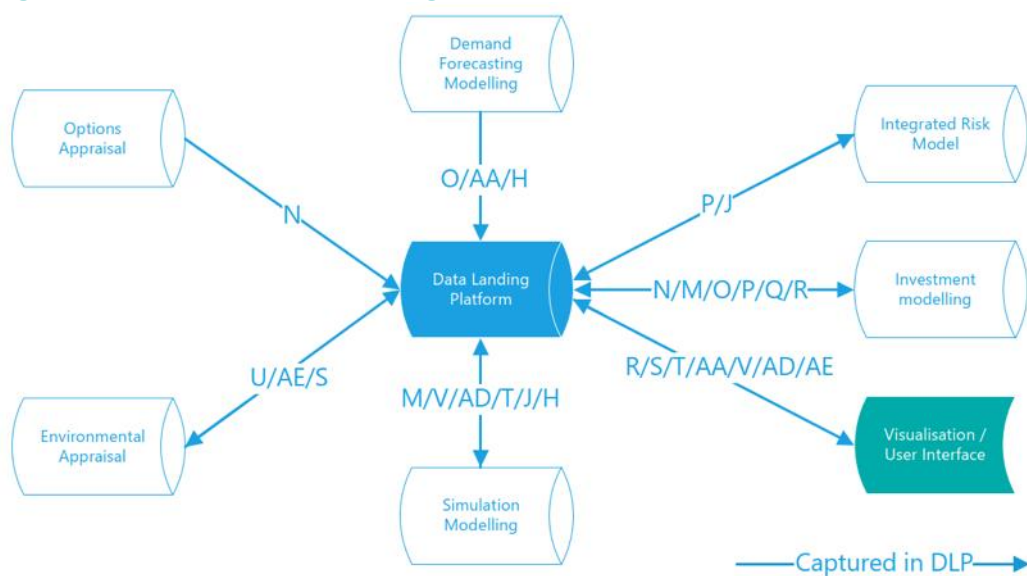 Demand
Forecasting
Modelling
Options
Appraisal
Integrated Risk
Model
O/AA/H
P/J
N
Data Landing
Platform
N/M/O/P/Q/R
Investment
modelling
R/S/T/AA/V/AD/AE
U/AE/S
M/V/AD/T/J/H
Environmental
Appraisal
Visualisation /
User Interface
Simulation
Modelling
Captured in DLP